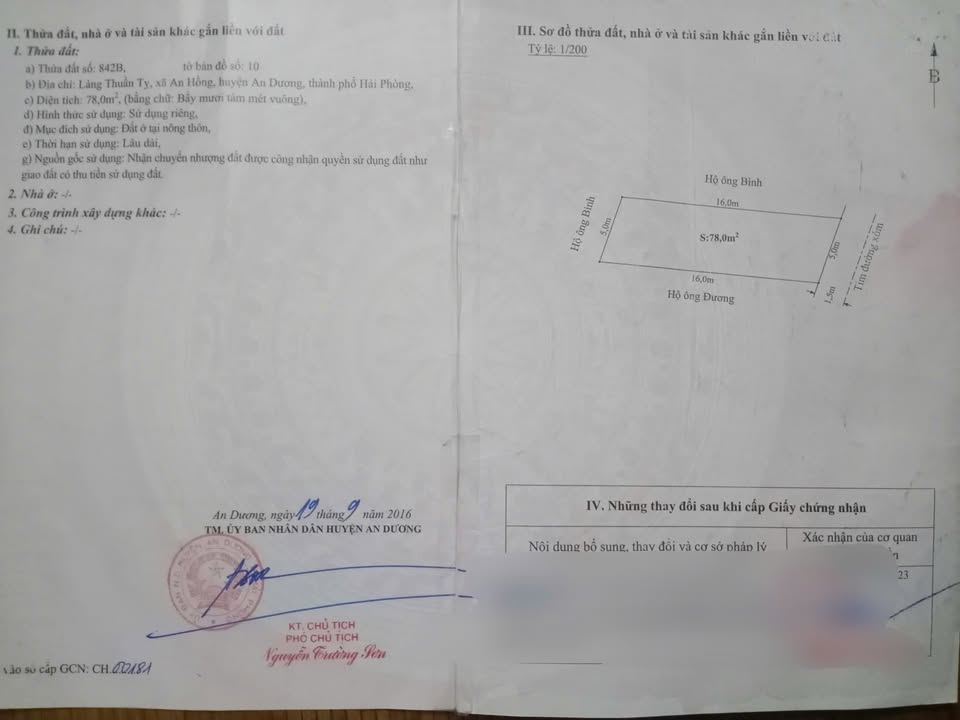 II. Thửa đất, nhà ở và tài sản khác gắn liền với đất
1. Thửa đất:
a) Thửa đất số: 842B, tờ bản đồ số: 10
b) Địa chỉ: Làng Thuần Tỵ, xã An Hồng, huyện An Dương, thành phố Hải Phòng,
c) Diện tích: 78,0m², (bằng chữ: Bẩy mươi tám mét vuông),
d) Hình thức sử dụng: Sử dụng riêng,
đ) Mục đích sử dụng: Đất ở tại nông thôn,
e) Thời hạn sử dụng: Lâu dài,
g) Nguồn gốc sử dụng: Nhận chuyển nhượng đất được công nhận quyền sử dụng đất như
giao đất có thu tiền sử dụng đất.
2. Nhà ở: -/-
3. Công trình xây dựng khác: -/-
4. Ghi chú: -/-
An Dương, ngày 19 tháng 9 năm 2016
TM. ỦY BAN NHÂN DÂN HUYỆN AN DƯƠNG
KT. CHỦ TỊCH
PHÓ CHỦ TỊCH
Nguyễn Trường Sơn
vào sổ cấp GCN: CH.00181
III. Sơ đồ thửa đất, nhà ở và tài sản khác gắn liền với đất
Tỷ lệ: 1/200
B
Hộ ông Bình
16,0m
Hộ ông Bình
5,0m
S:78,0m²
5,0m
Tim đường xóm
16,0m
1,5m
Hộ ông Dương
IV. Những thay đổi sau khi cấp Giấy chứng nhận
Nội dung bổ sung, thay đổi và cơ sở pháp lý
Xác nhận của cơ quan
23